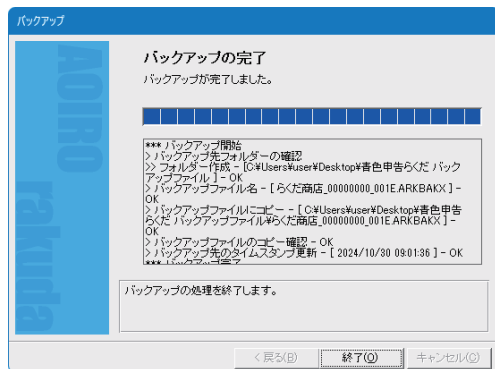 バックアップ
AOIRO
rakuda
バックアップの完了
バックアップが完了しました。
*** バックアップ開始
> バックアップ先フォルダーの確認
>> フォルダー作成 - [C:¥Users¥user¥Desktop¥青色申告らくだ バック
アップファイル ] - OK
> バックアップファイル名 - [ らくだ商店_00000000_001E.ARKBAKX ] -
OK
> バックアップファイルにコピー - [ C:¥Users¥user¥Desktop¥青色申告
らくだ バックアップファイル¥らくだ商店_00000000_001E.ARKBAKX ] -
OK
> バックアップファイルのコピー確認 - OK
> バックアップ先のタイムスタンプ更新 - [ 2024/10/30 09:01:36 ] - OK
*** バックアップ完了
バックアップの処理を終了します。
< 戻る(B)
終了(O)
キャンセル(C)